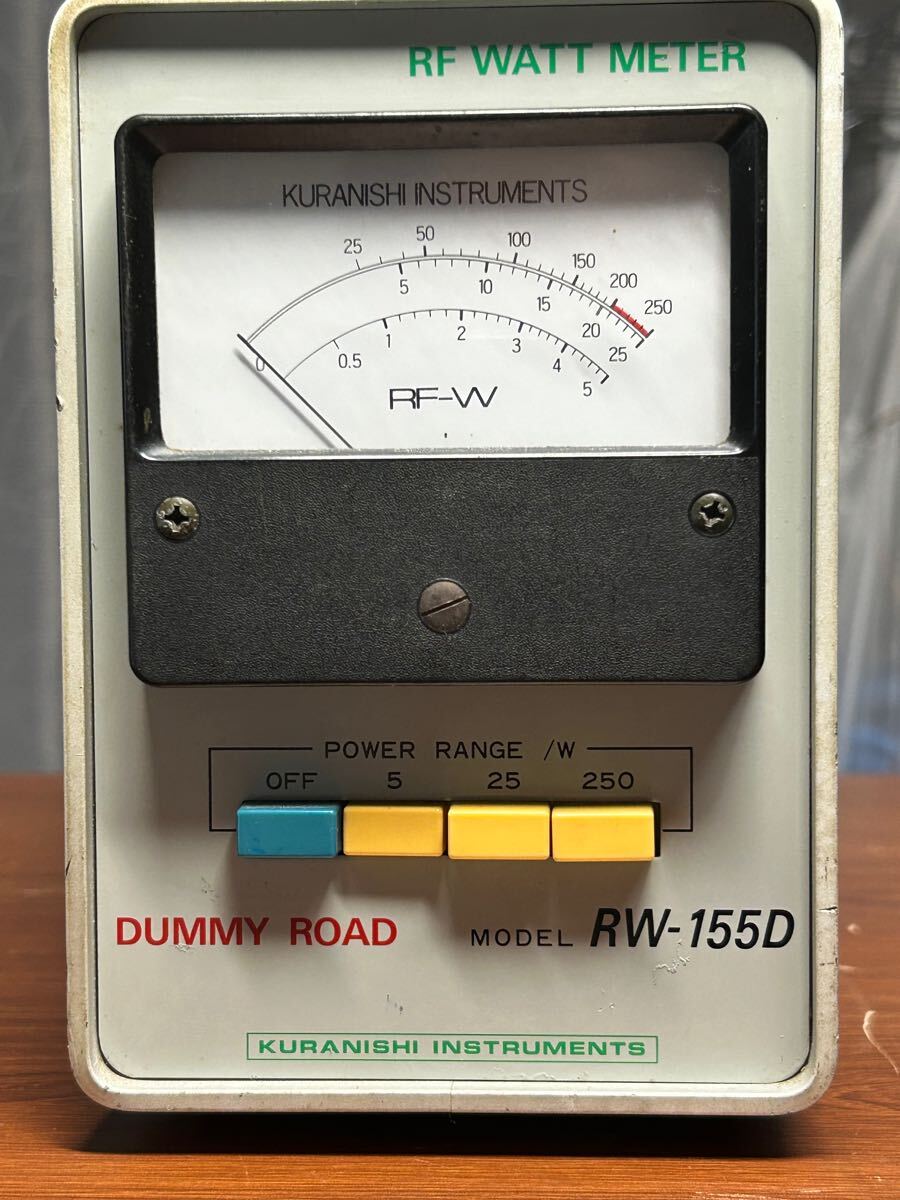 RF WATT METER
KURANISHI INSTRUMENTS
25 50 100 150 200 250
5 10 15 20 25
0 0.5 1 2 3 4 5
RF-W
POWER RANGE /W
OFF 5 25 250
DUMMY ROAD MODEL RW-155D
KURANISHI INSTRUMENTS